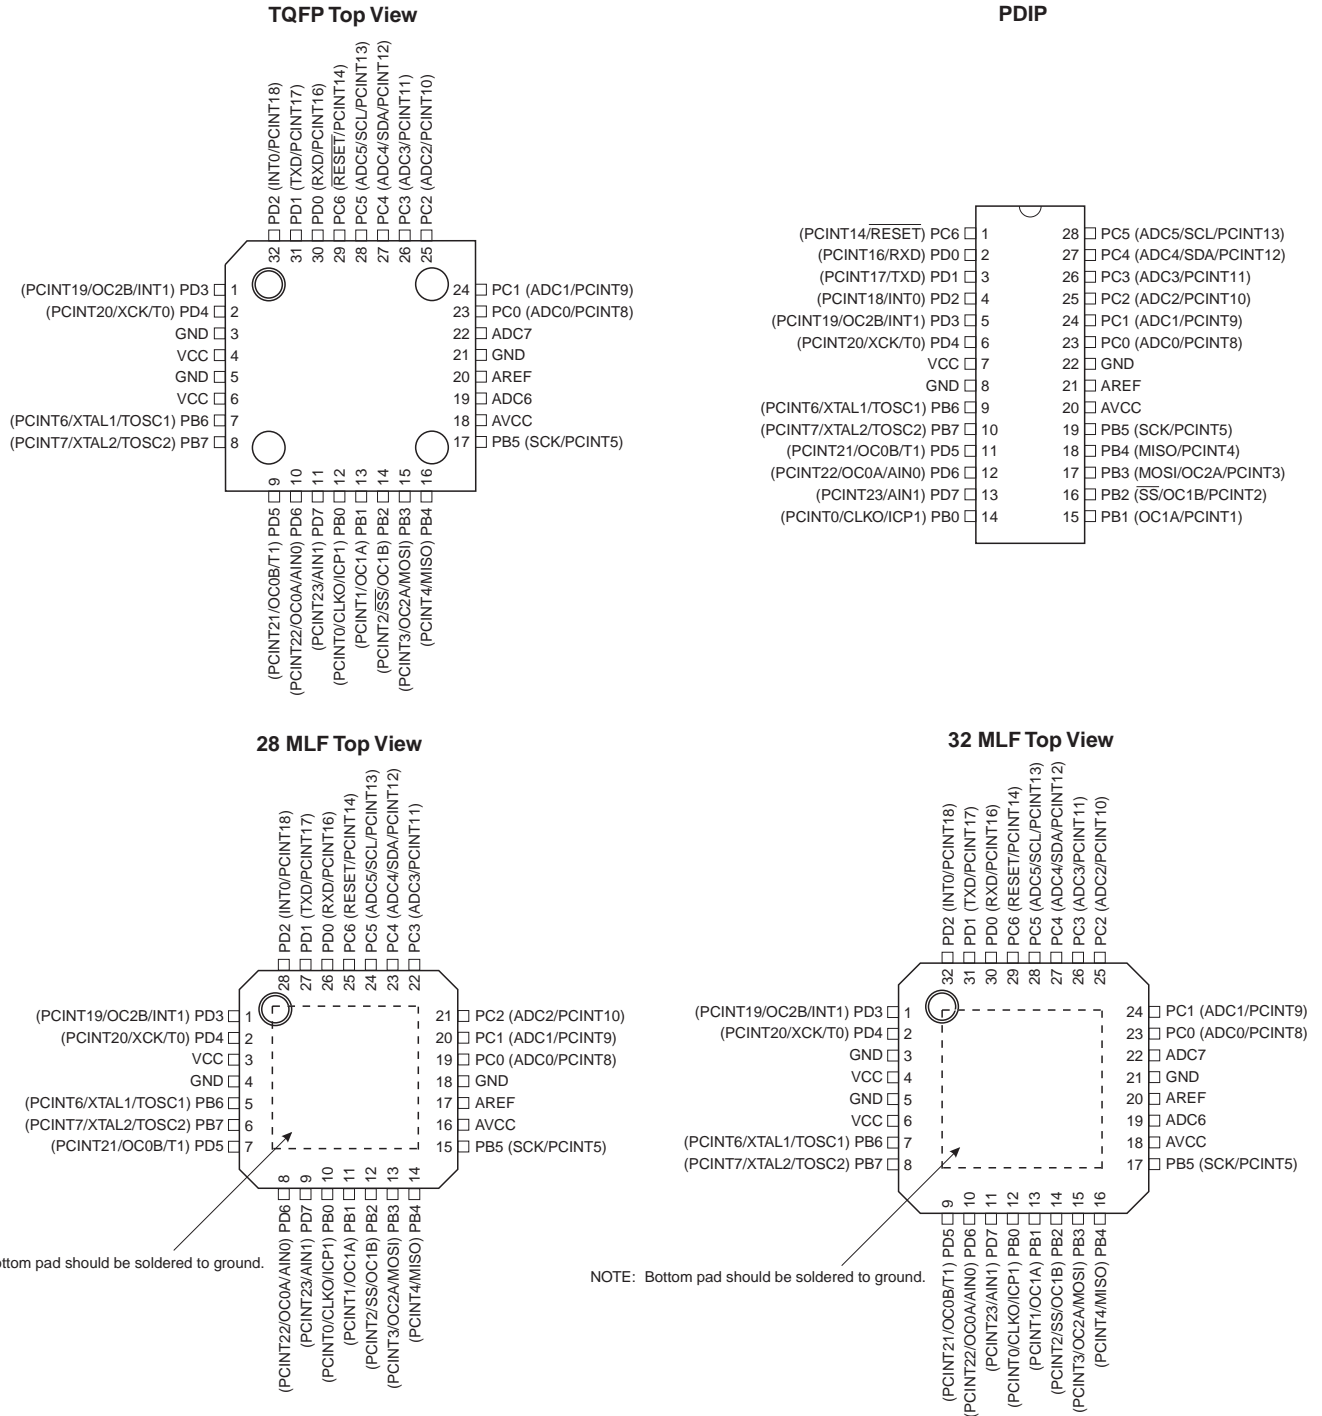 TQFP Top View
32 PD2 (INT0/PCINT18)
31 PD1 (TXD/PCINT17)
30 PD0 (RXD/PCINT16)
29 PC6 (RESET/PCINT14)
28 PC5 (ADC5/SCL/PCINT13)
27 PC4 (ADC4/SDA/PCINT12)
26 PC3 (ADC3/PCINT11)
25 PC2 (ADC2/PCINT10)
(PCINT19/OC2B/INT1) PD3 1
(PCINT20/XCK/T0) PD4 2
GND 3
VCC 4
GND 5
VCC 6
(PCINT6/XTAL1/TOSC1) PB6 7
(PCINT7/XTAL2/TOSC2) PB7 8
24 PC1 (ADC1/PCINT9)
23 PC0 (ADC0/PCINT8)
22 ADC7
21 GND
20 AREF
19 ADC6
18 AVCC
17 PB5 (SCK/PCINT5)
(PCINT21/OC0B/T1) PD5 9
(PCINT22/OC0A/AIN0) PD6 10
(PCINT23/AIN1) PD7 11
(PCINT0/CLKO/ICP1) PB0 12
(PCINT1/OC1A) PB1 13
(PCINT2/SS/OC1B) PB2 14
(PCINT3/OC2A/MOSI) PB3 15
(PCINT4/MISO) PB4 16
PDIP
(PCINT14/RESET) PC6 1
(PCINT16/RXD) PD0 2
(PCINT17/TXD) PD1 3
(PCINT18/INT0) PD2 4
(PCINT19/OC2B/INT1) PD3 5
(PCINT20/XCK/T0) PD4 6
VCC 7
GND 8
(PCINT6/XTAL1/TOSC1) PB6 9
(PCINT7/XTAL2/TOSC2) PB7 10
(PCINT21/OC0B/T1) PD5 11
(PCINT22/OC0A/AIN0) PD6 12
(PCINT23/AIN1) PD7 13
(PCINT0/CLKO/ICP1) PB0 14
28 PC5 (ADC5/SCL/PCINT13)
27 PC4 (ADC4/SDA/PCINT12)
26 PC3 (ADC3/PCINT11)
25 PC2 (ADC2/PCINT10)
24 PC1 (ADC1/PCINT9)
23 PC0 (ADC0/PCINT8)
22 GND
21 AREF
20 AVCC
19 PB5 (SCK/PCINT5)
18 PB4 (MISO/PCINT4)
17 PB3 (MOSI/OC2A/PCINT3)
16 PB2 (SS/OC1B/PCINT2)
15 PB1 (OC1A/PCINT1)
28 MLF Top View
28 PD2 (INT0/PCINT18)
27 PD1 (TXD/PCINT17)
26 PD0 (RXD/PCINT16)
25 PC6 (RESET/PCINT14)
24 PC5 (ADC5/SCL/PCINT13)
23 PC4 (ADC4/SDA/PCINT12)
22 PC3 (ADC3/PCINT11)
(PCINT19/OC2B/INT1) PD3 1
(PCINT20/XCK/T0) PD4 2
VCC 3
GND 4
(PCINT6/XTAL1/TOSC1) PB6 5
(PCINT7/XTAL2/TOSC2) PB7 6
(PCINT21/OC0B/T1) PD5 7
21 PC2 (ADC2/PCINT10)
20 PC1 (ADC1/PCINT9)
19 PC0 (ADC0/PCINT8)
18 GND
17 AREF
16 AVCC
15 PB5 (SCK/PCINT5)
(PCINT22/OC0A/AIN0) PD6 8
(PCINT23/AIN1) PD7 9
(PCINT0/CLKO/ICP1) PB0 10
(PCINT1/OC1A) PB1 11
(PCINT2/SS/OC1B) PB2 12
(PCINT3/OC2A/MOSI) PB3 13
(PCINT4/MISO) PB4 14
ttom pad should be soldered to ground.
32 MLF Top View
32 PD2 (INT0/PCINT18)
31 PD1 (TXD/PCINT17)
30 PD0 (RXD/PCINT16)
29 PC6 (RESET/PCINT14)
28 PC5 (ADC5/SCL/PCINT13)
27 PC4 (ADC4/SDA/PCINT12)
26 PC3 (ADC3/PCINT11)
25 PC2 (ADC2/PCINT10)
(PCINT19/OC2B/INT1) PD3 1
(PCINT20/XCK/T0) PD4 2
GND 3
VCC 4
GND 5
VCC 6
(PCINT6/XTAL1/TOSC1) PB6 7
(PCINT7/XTAL2/TOSC2) PB7 8
24 PC1 (ADC1/PCINT9)
23 PC0 (ADC0/PCINT8)
22 ADC7
21 GND
20 AREF
19 ADC6
18 AVCC
17 PB5 (SCK/PCINT5)
(PCINT21/OC0B/T1) PD5 9
(PCINT22/OC0A/AIN0) PD6 10
(PCINT23/AIN1) PD7 11
(PCINT0/CLKO/ICP1) PB0 12
(PCINT1/OC1A) PB1 13
(PCINT2/SS/OC1B) PB2 14
(PCINT3/OC2A/MOSI) PB3 15
(PCINT4/MISO) PB4 16
NOTE: Bottom pad should be soldered to ground.